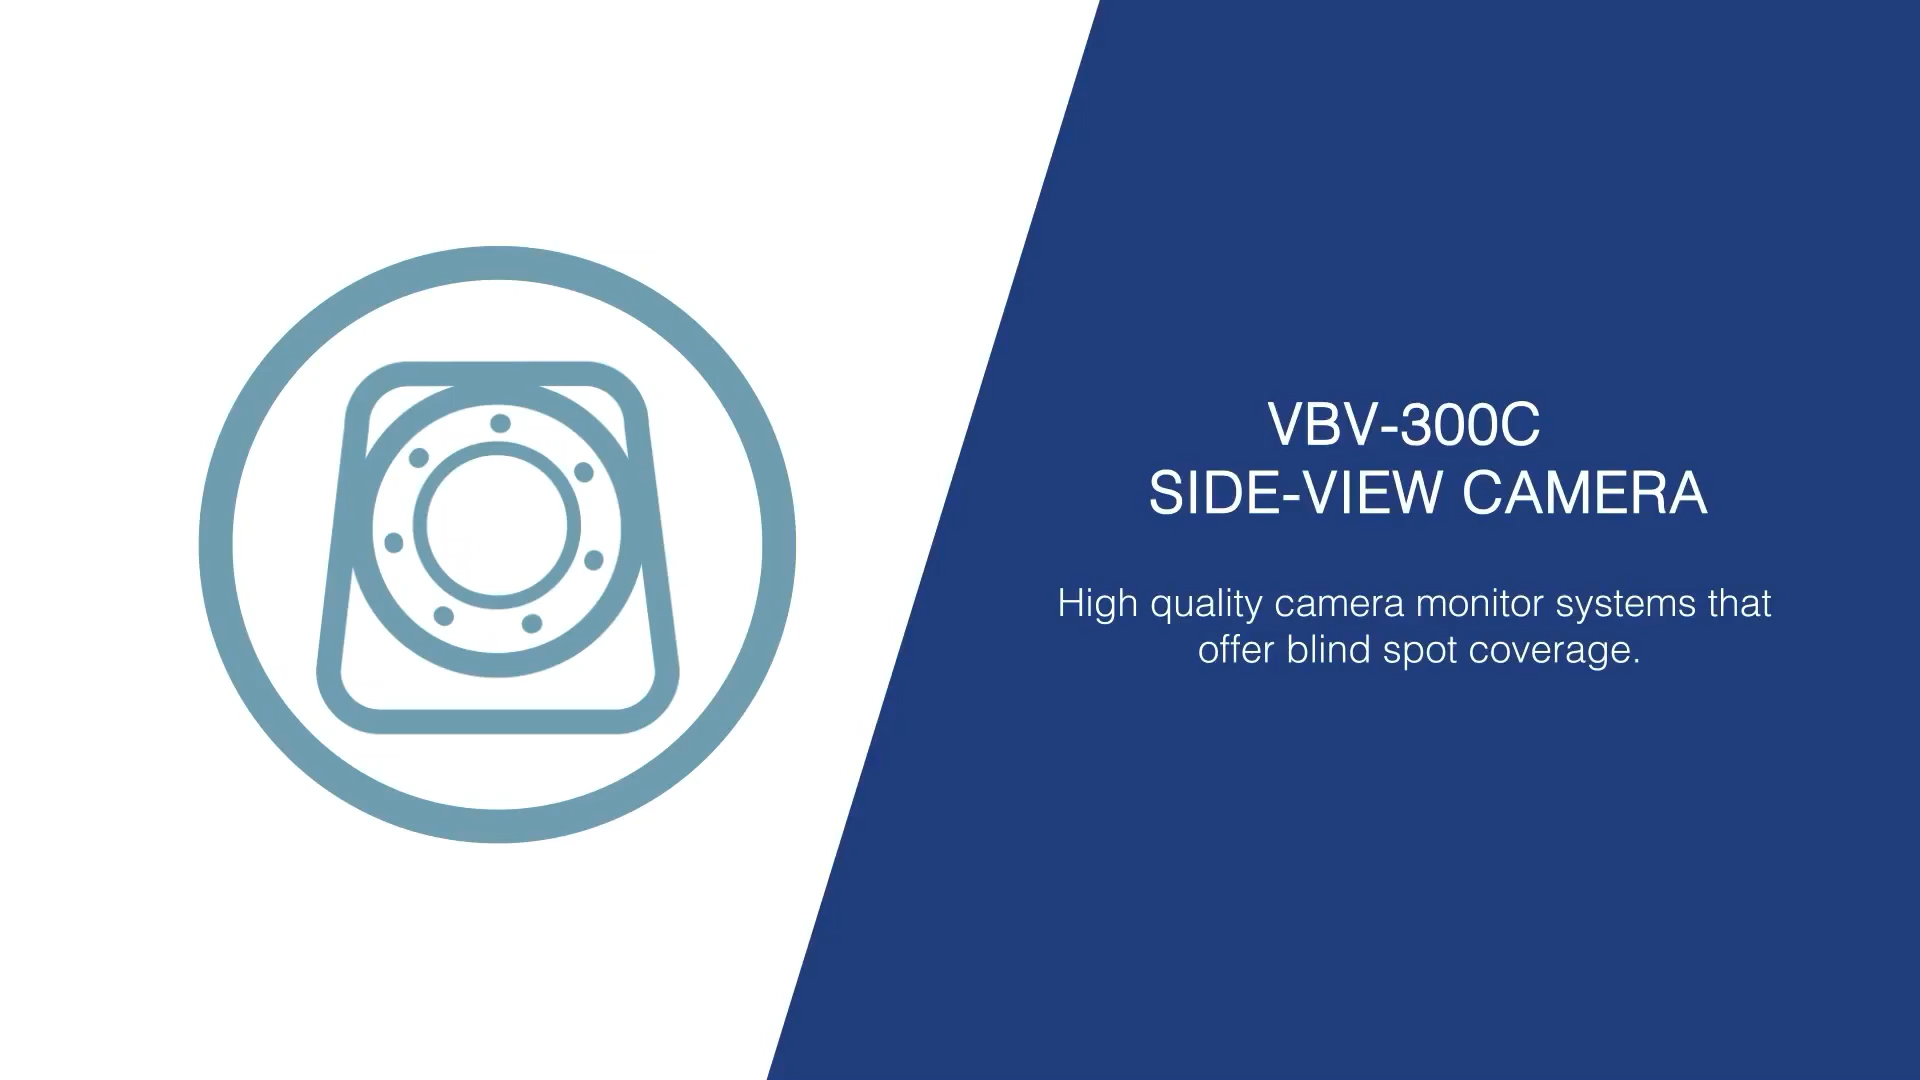 VBV-300C
SIDE-VIEW CAMERA
High quality camera monitor systems that
offer blind spot coverage.